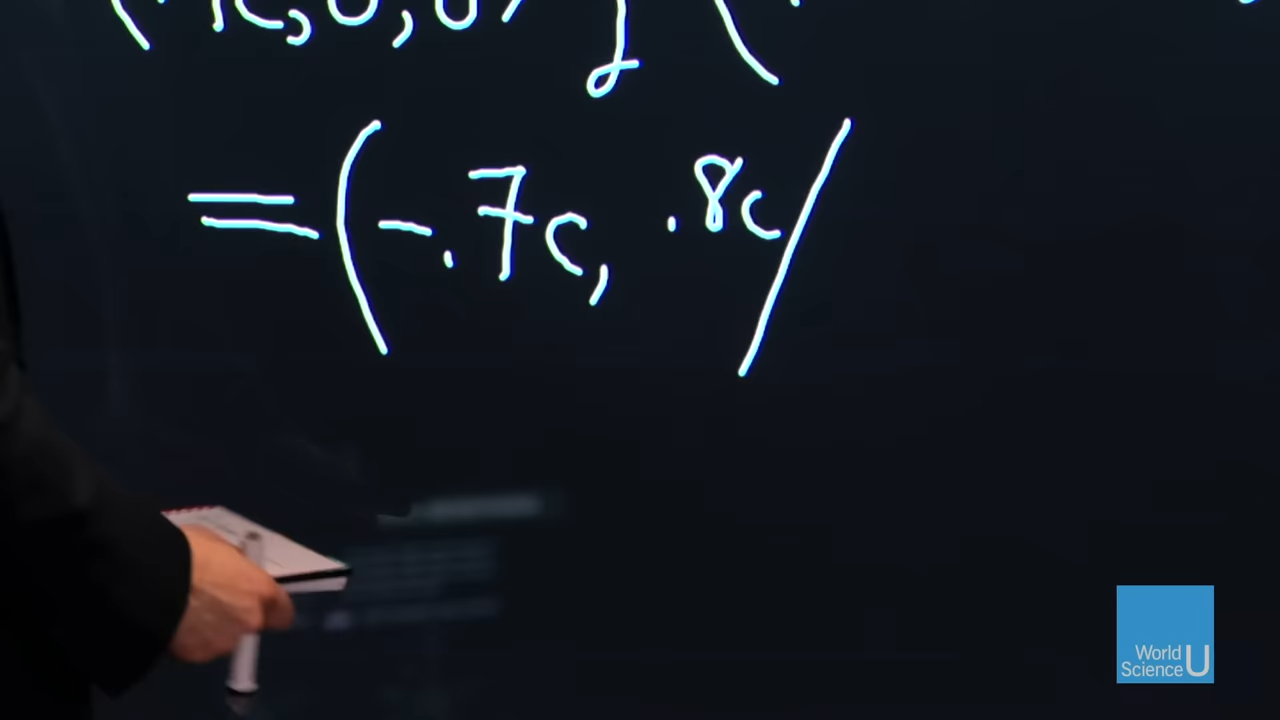 = (-.7c, .8c/
World
Science U